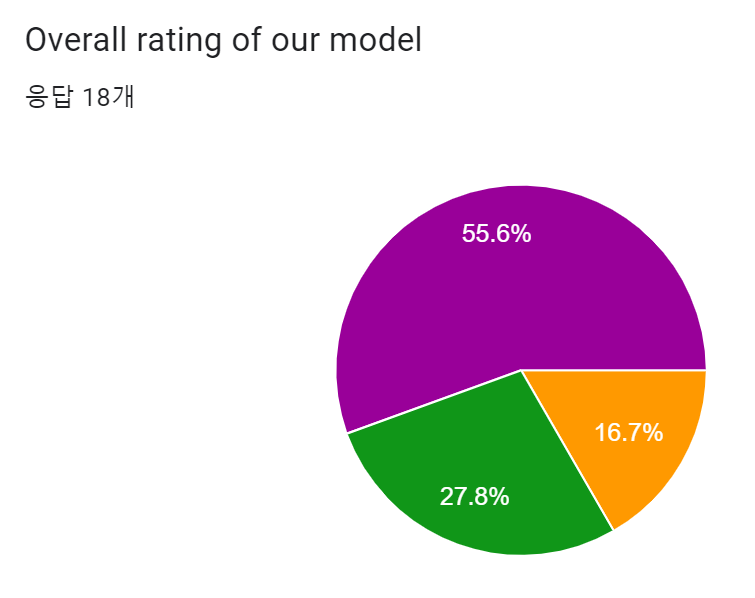 Overall rating of our model
응답 18개
55.6%
16.7%
27.8%